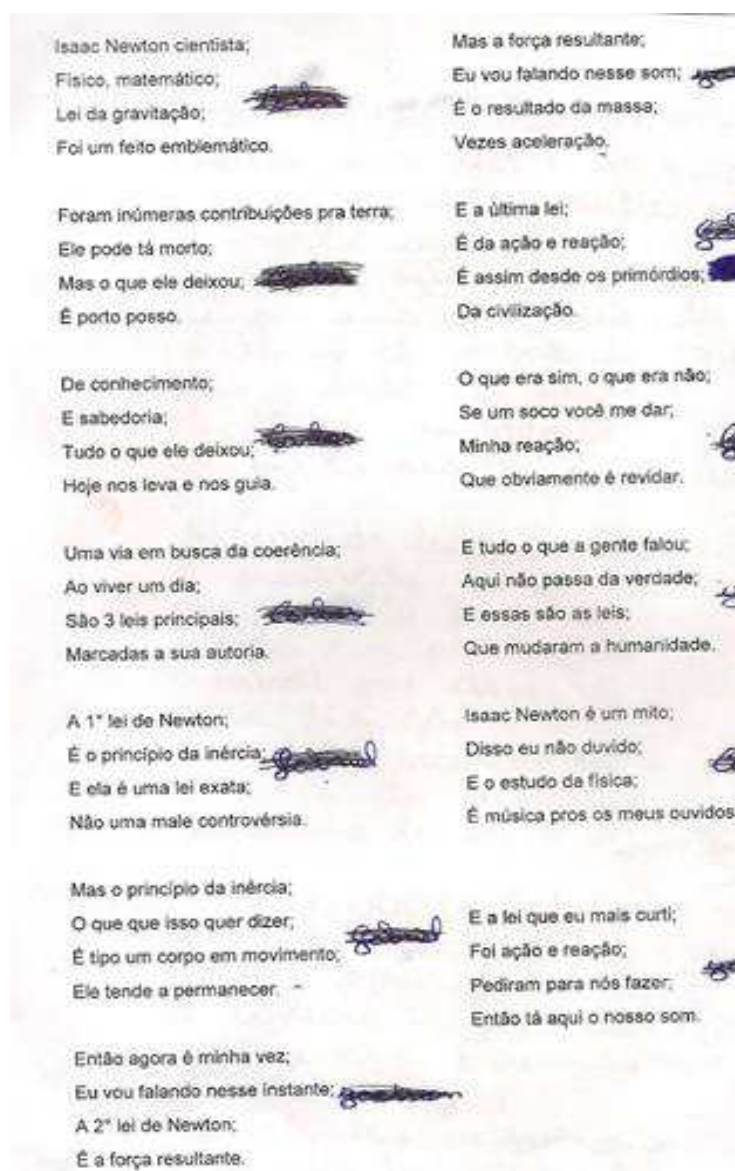 Isaac Newton cientista;
Físico, matemático;
Lei da gravitação;
Foi um feito emblemático.
Foram inúmeras contribuições pra terra;
Ele pode tá morto;
Mas o que ele deixou;
É porto posso.
De conhecimento;
E sabedoria;
Tudo o que ele deixou;
Hoje nos leva e nos guia.
Uma via em busca da coerência;
Ao viver um dia;
São 3 leis principais;
Marcadas a sua autoria.
A 1° lei de Newton;
É o princípio da inércia;
E ela é uma lei exata;
Não uma male controvérsia.
Mas o princípio da inércia;
O que que isso quer dizer;
É tipo um corpo em movimento;
Ele tende a permanecer.
Então agora é minha vez;
Eu vou falando nesse instante;
A 2° lei de Newton;
É a força resultante.
Mas a força resultante;
Eu vou falando nesse som;
É o resultado da massa;
Vezes aceleração.
E a última lei;
É da ação e reação;
É assim desde os primórdios;
Da civilização.
O que era sim, o que era não;
Se um soco você me dar;
Minha reação;
Que obviamente é revidar.
E tudo o que a gente falou;
Aqui não passa da verdade;
E essas são as leis;
Que mudaram a humanidade.
Isaac Newton é um mito;
Disso eu não duvido;
E o estudo da física;
É música pros os meus ouvidos
E a lei que eu mais curti;
Foi ação e reação;
Pediram para nós fazer;
Então tá aqui o nosso som.